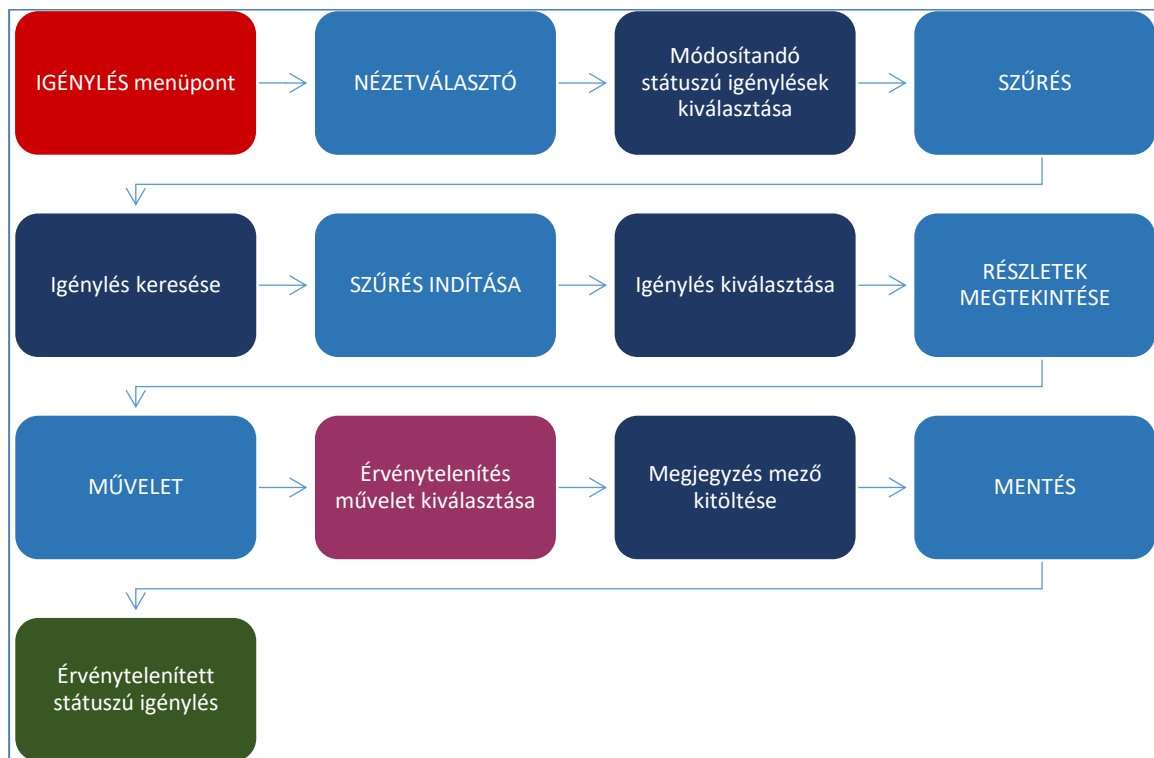 IGÉNYLÉS menüpont
NÉZETVÁLASZTÓ
Módosítandó
státuszú igénylések
kiválasztása
SZŰRÉS
Igénylés keresése
SZŰRÉS INDÍTÁSA
Igénylés kiválasztása
RÉSZLETEK
MEGTEKINTÉSE
MŰVELET
Érvénytelenítés
művelet kiválasztása
Megjegyzés mező
kitöltése
MENTÉS
Érvénytelenített
státuszú igénylés